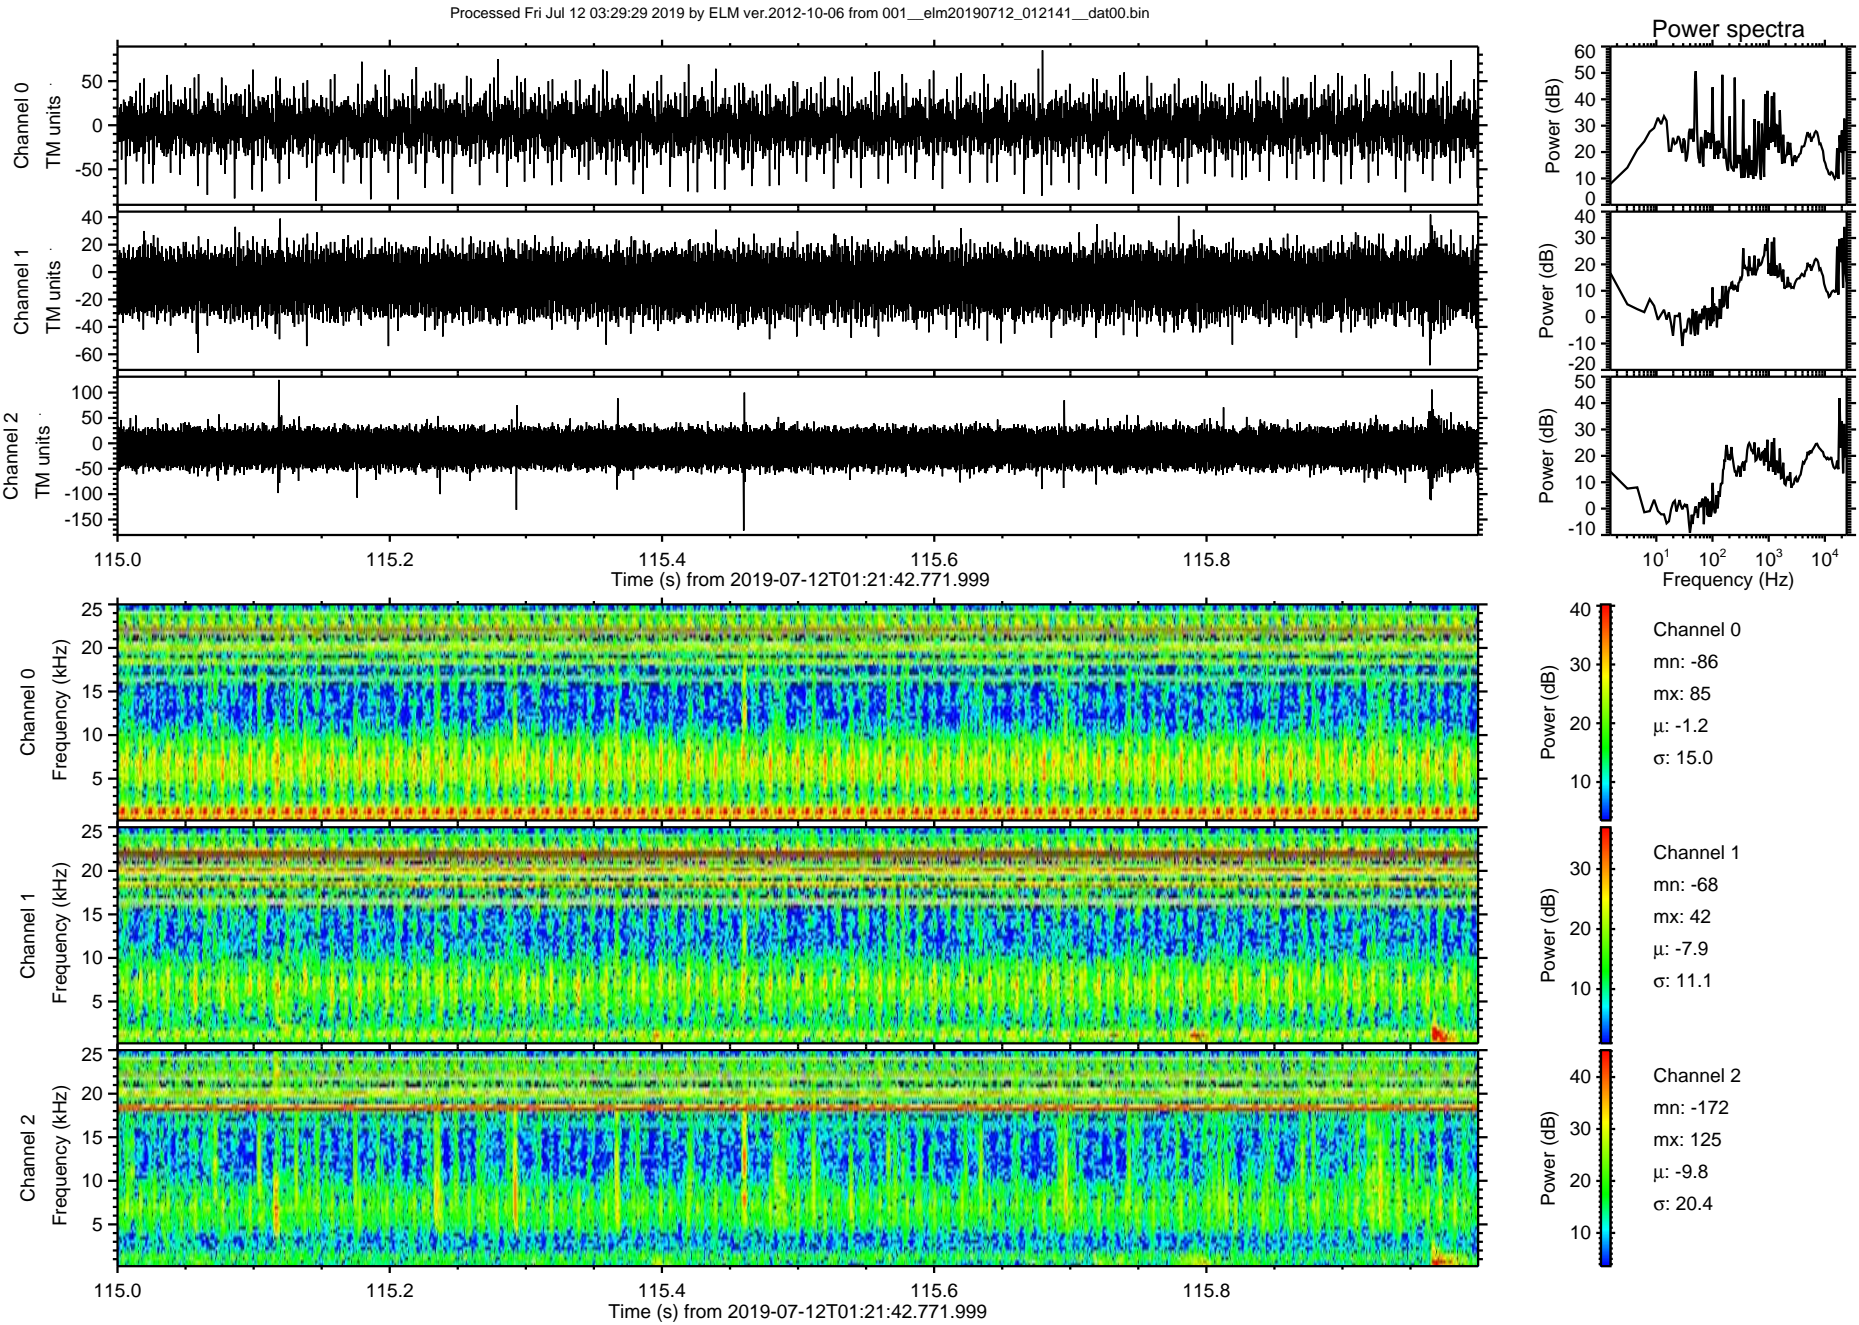 Processed Fri Jul 12 03:29:29 2019 by ELM ver.2012-10-06 from 001__elm20190712_012141__dat00.bin
Power spectra
Channel 0
TM units
50
0
-50
Power (dB)
60
50
40
30
20
10
0
Channel 1
TM units
40
20
0
-20
-40
-60
Power (dB)
40
30
20
10
0
-10
-20
Channel 2
TM units
100
50
0
-50
-100
-150
Power (dB)
50
40
30
20
10
0
-10
115.0 115.2 115.4 115.6 115.8
Time (s) from 2019-07-12T01:21:42.771.999
10^1 10^2 10^3 10^4
Frequency (Hz)
Channel 0
Frequency (kHz)
25
20
15
10
5
Power (dB)
40
30
20
10
Channel 0
mn: -86
mx: 85
μ: -1.2
σ: 15.0
Channel 1
Frequency (kHz)
25
20
15
10
5
Power (dB)
30
20
10
Channel 1
mn: -68
mx: 42
μ: -7.9
σ: 11.1
Channel 2
Frequency (kHz)
25
20
15
10
5
Power (dB)
40
30
20
10
Channel 2
mn: -172
mx: 125
μ: -9.8
σ: 20.4
115.0 115.2 115.4 115.6 115.8
Time (s) from 2019-07-12T01:21:42.771.999